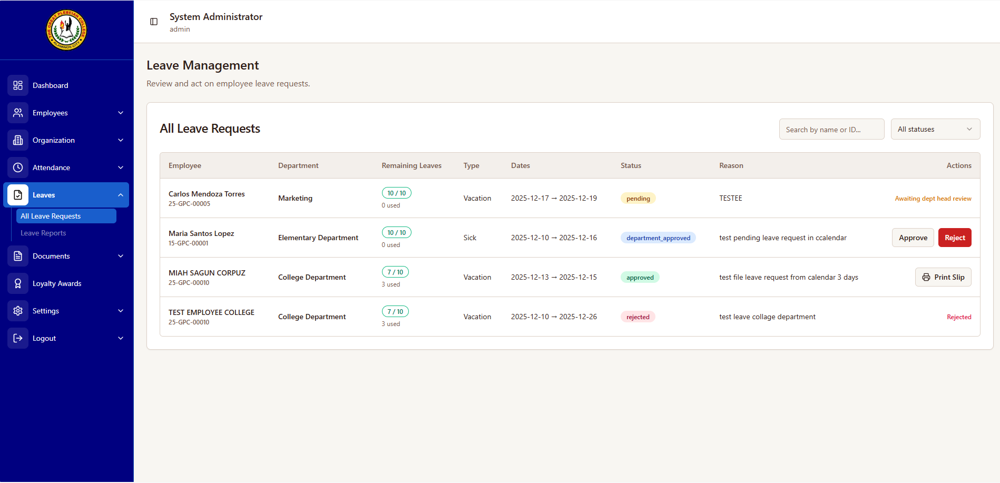 THE GREAT PLEBEIAN COLLEGE
ALAMINOS CITY
System Administrator
admin
Dashboard
Employees
Organization
Attendance
Leaves
All Leave Requests
Leave Reports
Documents
Loyalty Awards
Settings
Logout
Leave Management
Review and act on employee leave requests.
All Leave Requests
Search by name or ID...
All statuses
Employee Department Remaining Leaves Type Dates Status Reason Actions
Carlos Mendoza Torres
25-GPC-00005
Marketing
10 / 10
0 used
Vacation
2025-12-17 → 2025-12-19
pending
TESTEE
Awaiting dept head review
Maria Santos Lopez
15-GPC-00001
Elementary Department
10 / 10
0 used
Sick
2025-12-10 → 2025-12-16
department_approved
test pending leave request in ccalendar
Approve
Reject
MIAH SAGUN CORPUZ
25-GPC-00010
College Department
7 / 10
3 used
Vacation
2025-12-13 → 2025-12-15
approved
test file leave request from calendar 3 days
Print Slip
TEST EMPLOYEE COLLEGE
25-GPC-00010
College Department
7 / 10
3 used
Vacation
2025-12-10 → 2025-12-26
rejected
test leave collage department
Rejected